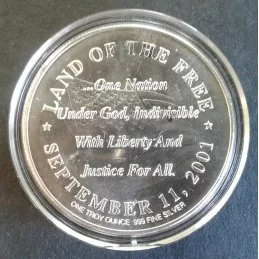 LAND OF THE FREE
...One Nation
Under God, Indivisible
With Liberty And
Justice For All.
SEPTEMBER 11, 2001
ONE TROY OUNCE 999 FINE SILVER